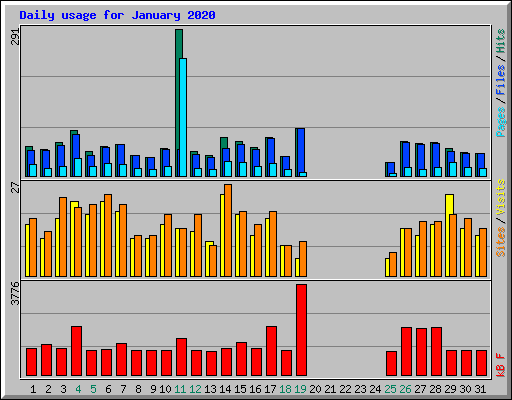 Daily usage for January 2020
291
Pages / Files / Hits
27
Sites / Visits
3776
kB F
1 2 3 4 5 6 7 8 9 10 11 12 13 14 15 16 17 18 19 20 21 22 23 24 25 26 27 28 29 30 31